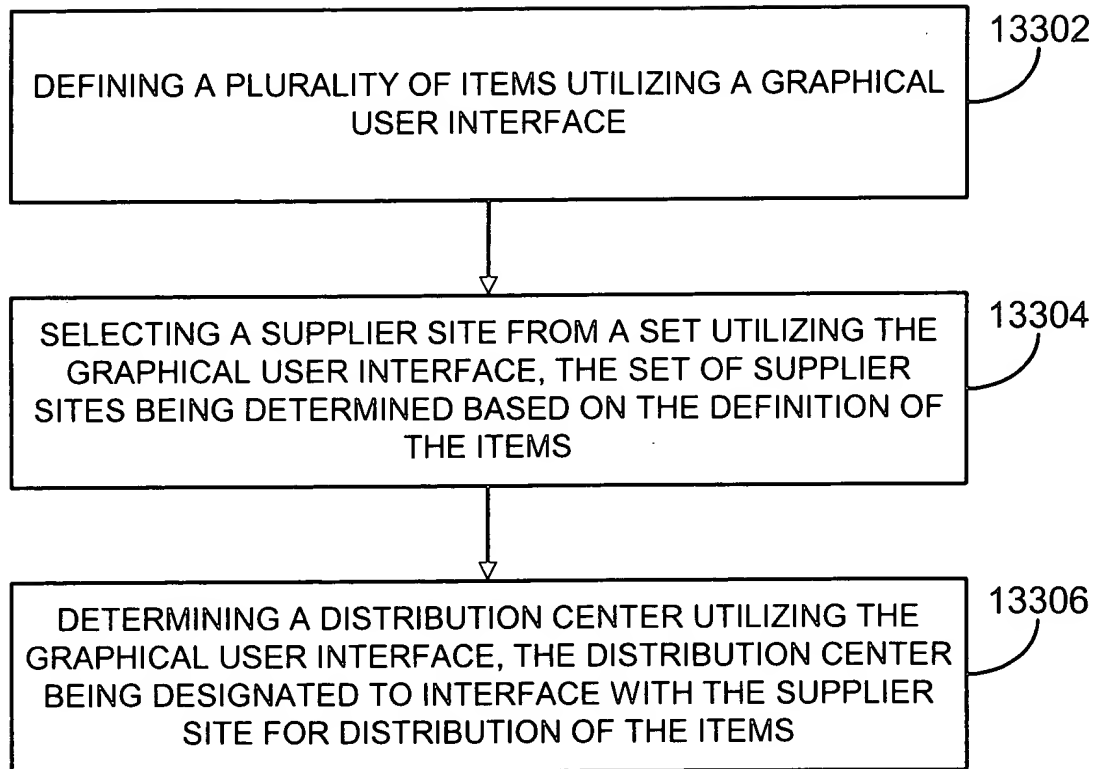 13302
DEFINING A PLURALITY OF ITEMS UTILIZING A GRAPHICAL
USER INTERFACE
13304
SELECTING A SUPPLIER SITE FROM A SET UTILIZING THE
GRAPHICAL USER INTERFACE, THE SET OF SUPPLIER
SITES BEING DETERMINED BASED ON THE DEFINITION OF
THE ITEMS
13306
DETERMINING A DISTRIBUTION CENTER UTILIZING THE
GRAPHICAL USER INTERFACE, THE DISTRIBUTION CENTER
BEING DESIGNATED TO INTERFACE WITH THE SUPPLIER
SITE FOR DISTRIBUTION OF THE ITEMS